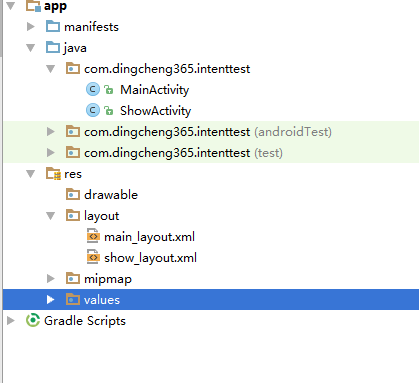 app
manifests
java
com.dingcheng365.intenttest
MainActivity
ShowActivity
com.dingcheng365.intenttest (androidTest)
com.dingcheng365.intenttest (test)
res
drawable
layout
main_layout.xml
show_layout.xml
mipmap
values
Gradle Scripts